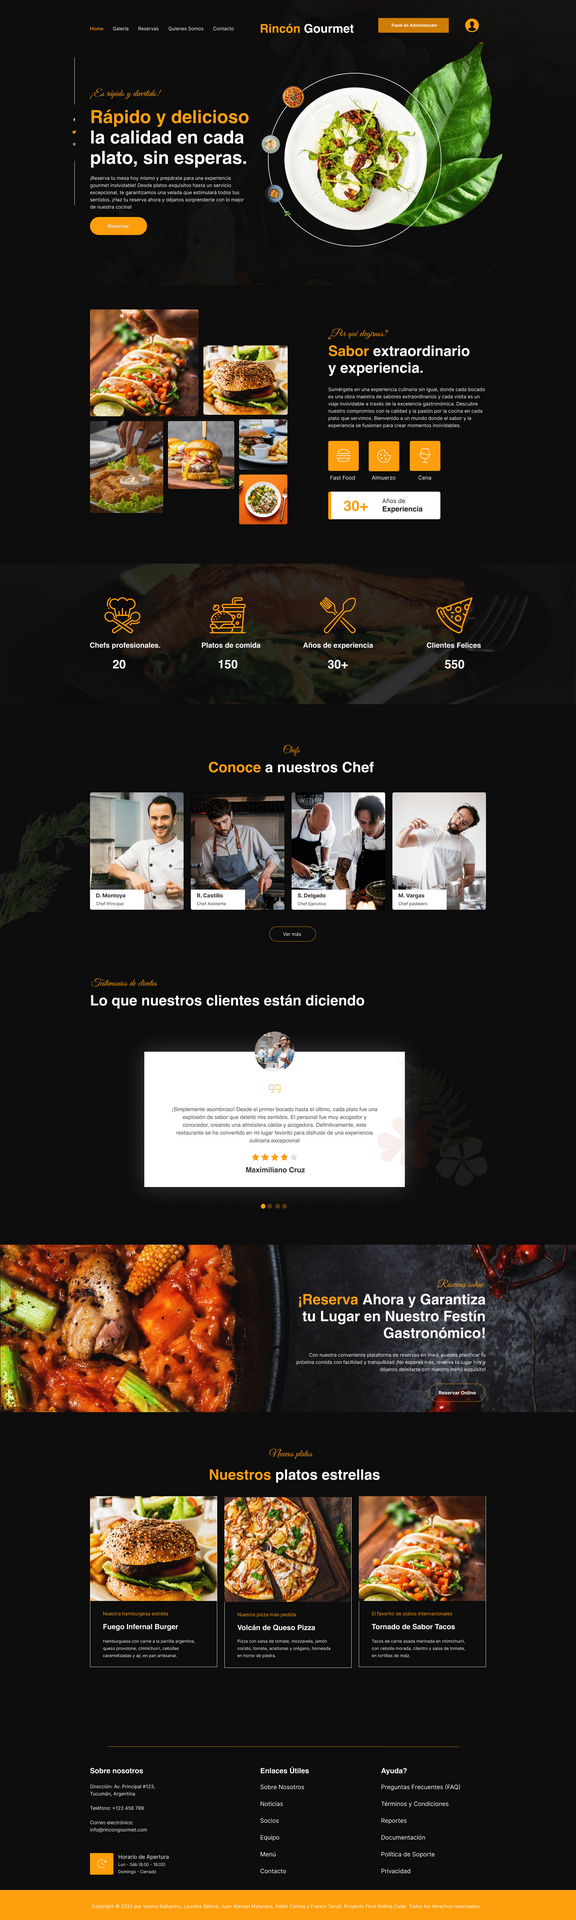 Home Galeria Reservas Quienes Somos Contacto
Rincón Gourmet
Panel de Administrador
¡Es rápido y divertido!
Rápido y delicioso
la calidad en cada
plato, sin esperas.
¡Reserva tu mesa hoy mismo y prepárate para una experiencia
gourmet inolvidable! Desde platos exquisitos hasta un servicio
excepcional, te garantizamos una velada que estimulará todos tus
sentidos. ¡Haz tu reserva ahora y déjanos sorprenderte con lo mejor
de nuestra cocina!
Reservar
¿Por qué elegirnos?
Sabor extraordinario
y experiencia.
Sumérgete en una experiencia culinaria sin igual, donde cada bocado
es una obra maestra de sabores extraordinarios y cada visita es un
viaje inolvidable a través de la excelencia gastronómica. Descubre
nuestro compromiso con la calidad y la pasión por la cocina en cada
plato que servimos. Bienvenido a un mundo donde el sabor y la
experiencia se fusionan para crear momentos inolvidables.
Fast Food Almuerzo Cena
30+ Años de
Experiencia
Chefs profesionales. Platos de comida Años de experiencia Clientes Felices
20 150 30+ 550
Chefs
Conoce a nuestros Chef
D. Montoya
Chef Principal
R. Castillo
Chef Asistente
S. Delgado
Chef Ejecutivo
M. Vargas
Chef pastelero
Ver más
Testimonios de clientes
Lo que nuestros clientes están diciendo
¡Simplemente asombroso! Desde el primer bocado hasta el último, cada plato fue una
explosión de sabor que deleitó mis sentidos. El personal fue muy acogedor y
conocedor, creando una atmósfera cálida y acogedora. Definitivamente, este
restaurante se ha convertido en mi lugar favorito para disfrutar de una experiencia
culinaria excepcional
Maximiliano Cruz
Reservas online
¡Reserva Ahora y Garantiza
tu Lugar en Nuestro Festín
Gastronómico!
Con nuestra conveniente plataforma de reservas en línea, puedes planificar tu
próxima comida con facilidad y tranquilidad ¡No esperes más, reserva tu lugar hoy y
déjanos deleitarte con nuestro menú exquisito!
Reservar Online
Nuevos platos
Nuestros platos estrellas
Nuestra hamburguesa estrella
Fuego Infernal Burger
Hamburguesa con carne a la parrilla argentina,
queso provolone, chimichurri, cebollas
caramelizadas y ají, en pan artesanal.
Nuestra pizza más pedida
Volcán de Queso Pizza
Pizza con salsa de tomate, mozzarella, jamón
cocido, tomate, aceitunas y orégano, horneada
en horno de piedra.
El favorito de platos internacionales
Tornado de Sabor Tacos
Tacos de carne asada marinada en chimichurri,
con cebolla morada, cilantro y salsa de tomate,
en tortillas de maíz.
Sobre nosotros
Dirección: Av. Principal #123,
Tucumán, Argentina
Teléfono: +123 456 789
Correo electrónico:
info@rincongourmet.com
Horario de Apertura
Lun - Sáb (8.00 - 18.00)
Domingo - Cerrado
Enlaces Útiles
Sobre Nosotros
Noticias
Socios
Equipo
Menú
Contacto
Ayuda?
Preguntas Frecuentes (FAQ)
Términos y Condiciones
Reportes
Documentación
Política de Soporte
Privacidad
Copyright © 2022 por Vanina Balbastro, Lourdes Billone, Juan Manuel Maturana, Pablo Carrizo y Franco Terulli. Proyecto Final Rolling Code. Todos los derechos reservados